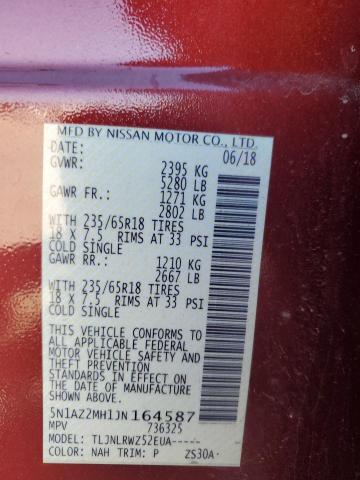 MFD BY NISSAN MOTOR CO., LTD.
DATE: 06/18
GVWR: 2395 KG
5280 LB
GAWR FR.: 1271 KG
2802 LB
WITH 235/65R18 TIRES
18 X 7.5 RIMS AT 33 PSI
COLD SINGLE
GAWR RR.: 1210 KG
2667 LB
WITH 235/65R18 TIRES
18 X 7.5 RIMS AT 33 PSI
COLD SINGLE
THIS VEHICLE CONFORMS TO
ALL APPLICABLE FEDERAL
MOTOR VEHICLE SAFETY AND
THEFT PREVENTION
STANDARDS IN EFFECT ON
THE DATE OF MANUFACTURE
SHOWN ABOVE.
5N1AZ2MH1JN164587
MPV 736325
MODEL: TLJNLRWZ52EUA-----
COLOR: NAH TRIM: P ZS30A-